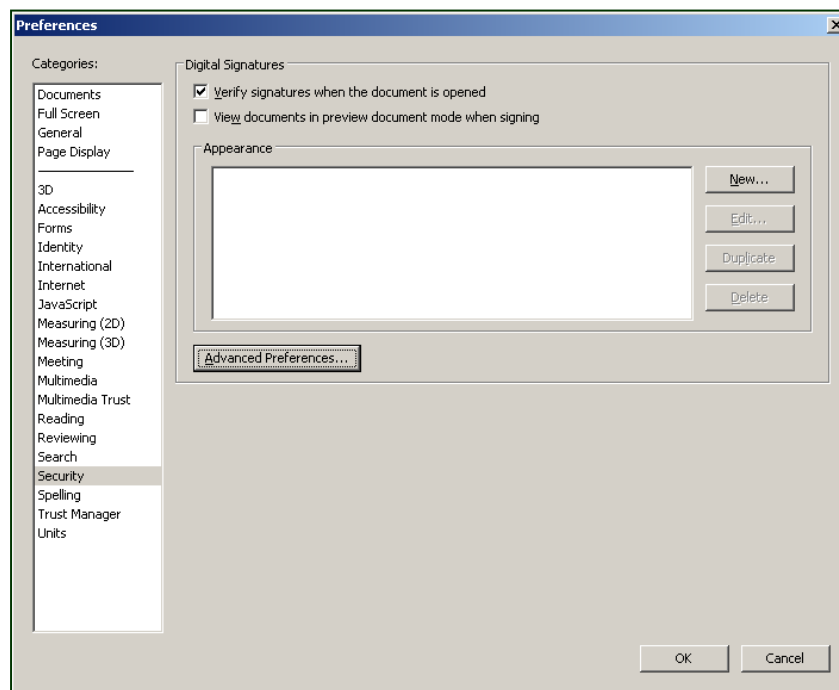 Preferences
Categories:
Documents
Full Screen
General
Page Display
3D
Accessibility
Forms
Identity
International
Internet
JavaScript
Measuring (2D)
Measuring (3D)
Meeting
Multimedia
Multimedia Trust
Reading
Reviewing
Search
Security
Spelling
Trust Manager
Units
Digital Signatures
Verify signatures when the document is opened
View documents in preview document mode when signing
Appearance
New...
Edit...
Duplicate
Delete
Advanced Preferences...
OK
Cancel